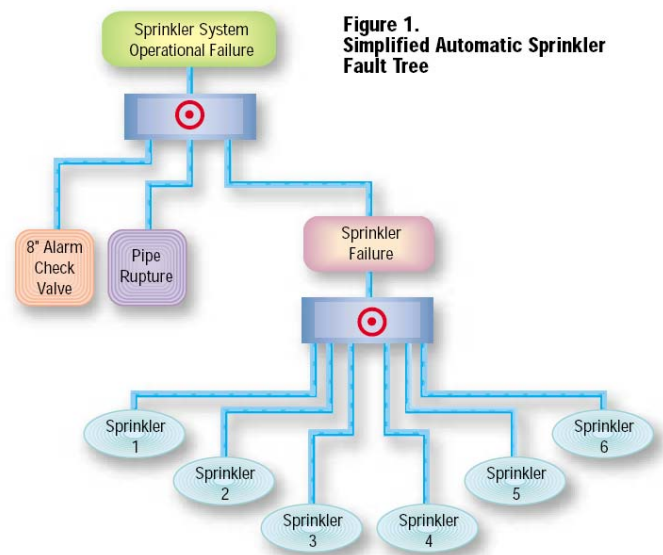 Sprinkler System
Operational Failure
Figure 1.
Simplified Automatic Sprinkler
Fault Tree
8" Alarm
Check
Valve
Pipe
Rupture
Sprinkler
Failure
Sprinkler
1
Sprinkler
2
Sprinkler
3
Sprinkler
4
Sprinkler
5
Sprinkler
6